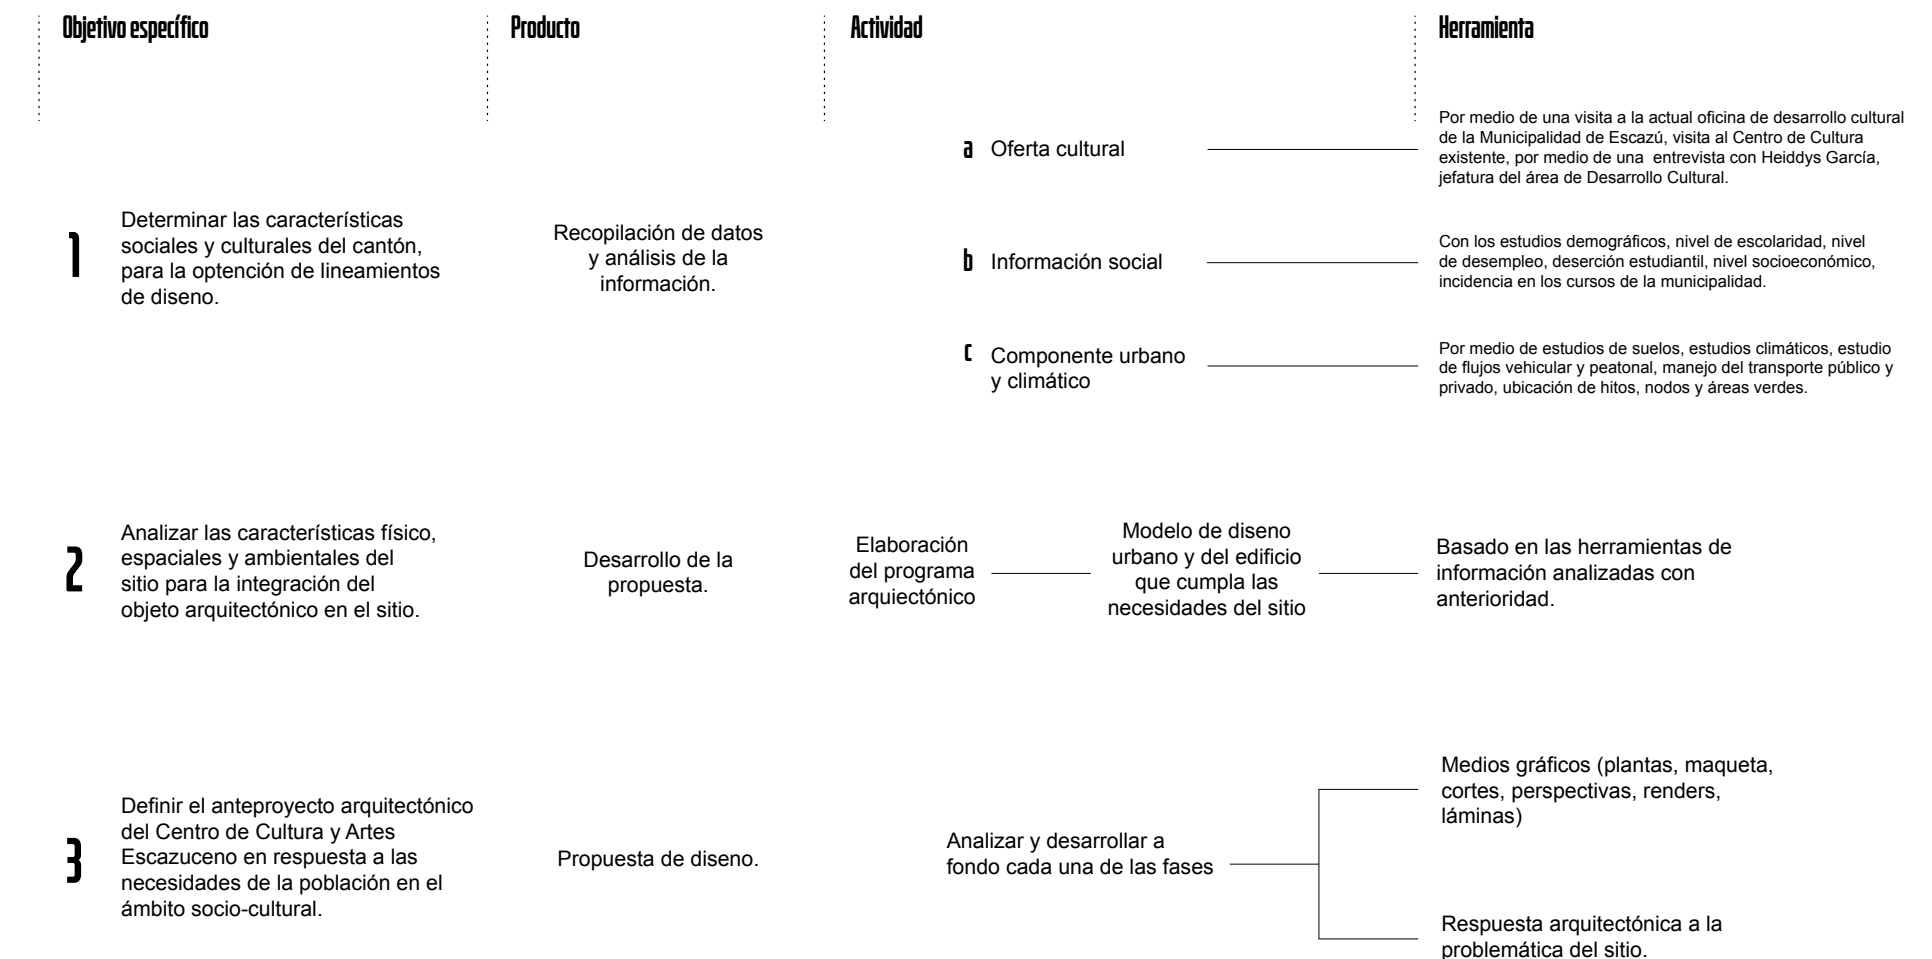 Objetivo específico
Producto
Actividad
Herramienta
1
Determinar las características
sociales y culturales del cantón,
para la optención de lineamientos
de diseno.
Recopilación de datos
y análisis de la
información.
a Oferta cultural
Por medio de una visita a la actual oficina de desarrollo cultural
de la Municipalidad de Escazú, visita al Centro de Cultura
existente, por medio de una entrevista con Heiddys García,
jefatura del área de Desarrollo Cultural.
b Información social
Con los estudios demográficos, nivel de escolaridad, nivel
de desempleo, deserción estudiantil, nivel socioeconómico,
incidencia en los cursos de la municipalidad.
c Componente urbano
y climático
Por medio de estudios de suelos, estudios climáticos, estudio
de flujos vehicular y peatonal, manejo del transporte público y
privado, ubicación de hitos, nodos y áreas verdes.
2
Analizar las características físico,
espaciales y ambientales del
sitio para la integración del
objeto arquitectónico en el sitio.
Desarrollo de la
propuesta.
Elaboración
del programa
arquiectónico
Modelo de diseno
urbano y del edificio
que cumpla las
necesidades del sitio
Basado en las herramientas de
información analizadas con
anterioridad.
3
Definir el anteproyecto arquitectónico
del Centro de Cultura y Artes
Escazuceno en respuesta a las
necesidades de la población en el
ámbito socio-cultural.
Propuesta de diseno.
Analizar y desarrollar a
fondo cada una de las fases
Medios gráficos (plantas, maqueta,
cortes, perspectivas, renders,
láminas)
Respuesta arquitectónica a la
problemática del sitio.